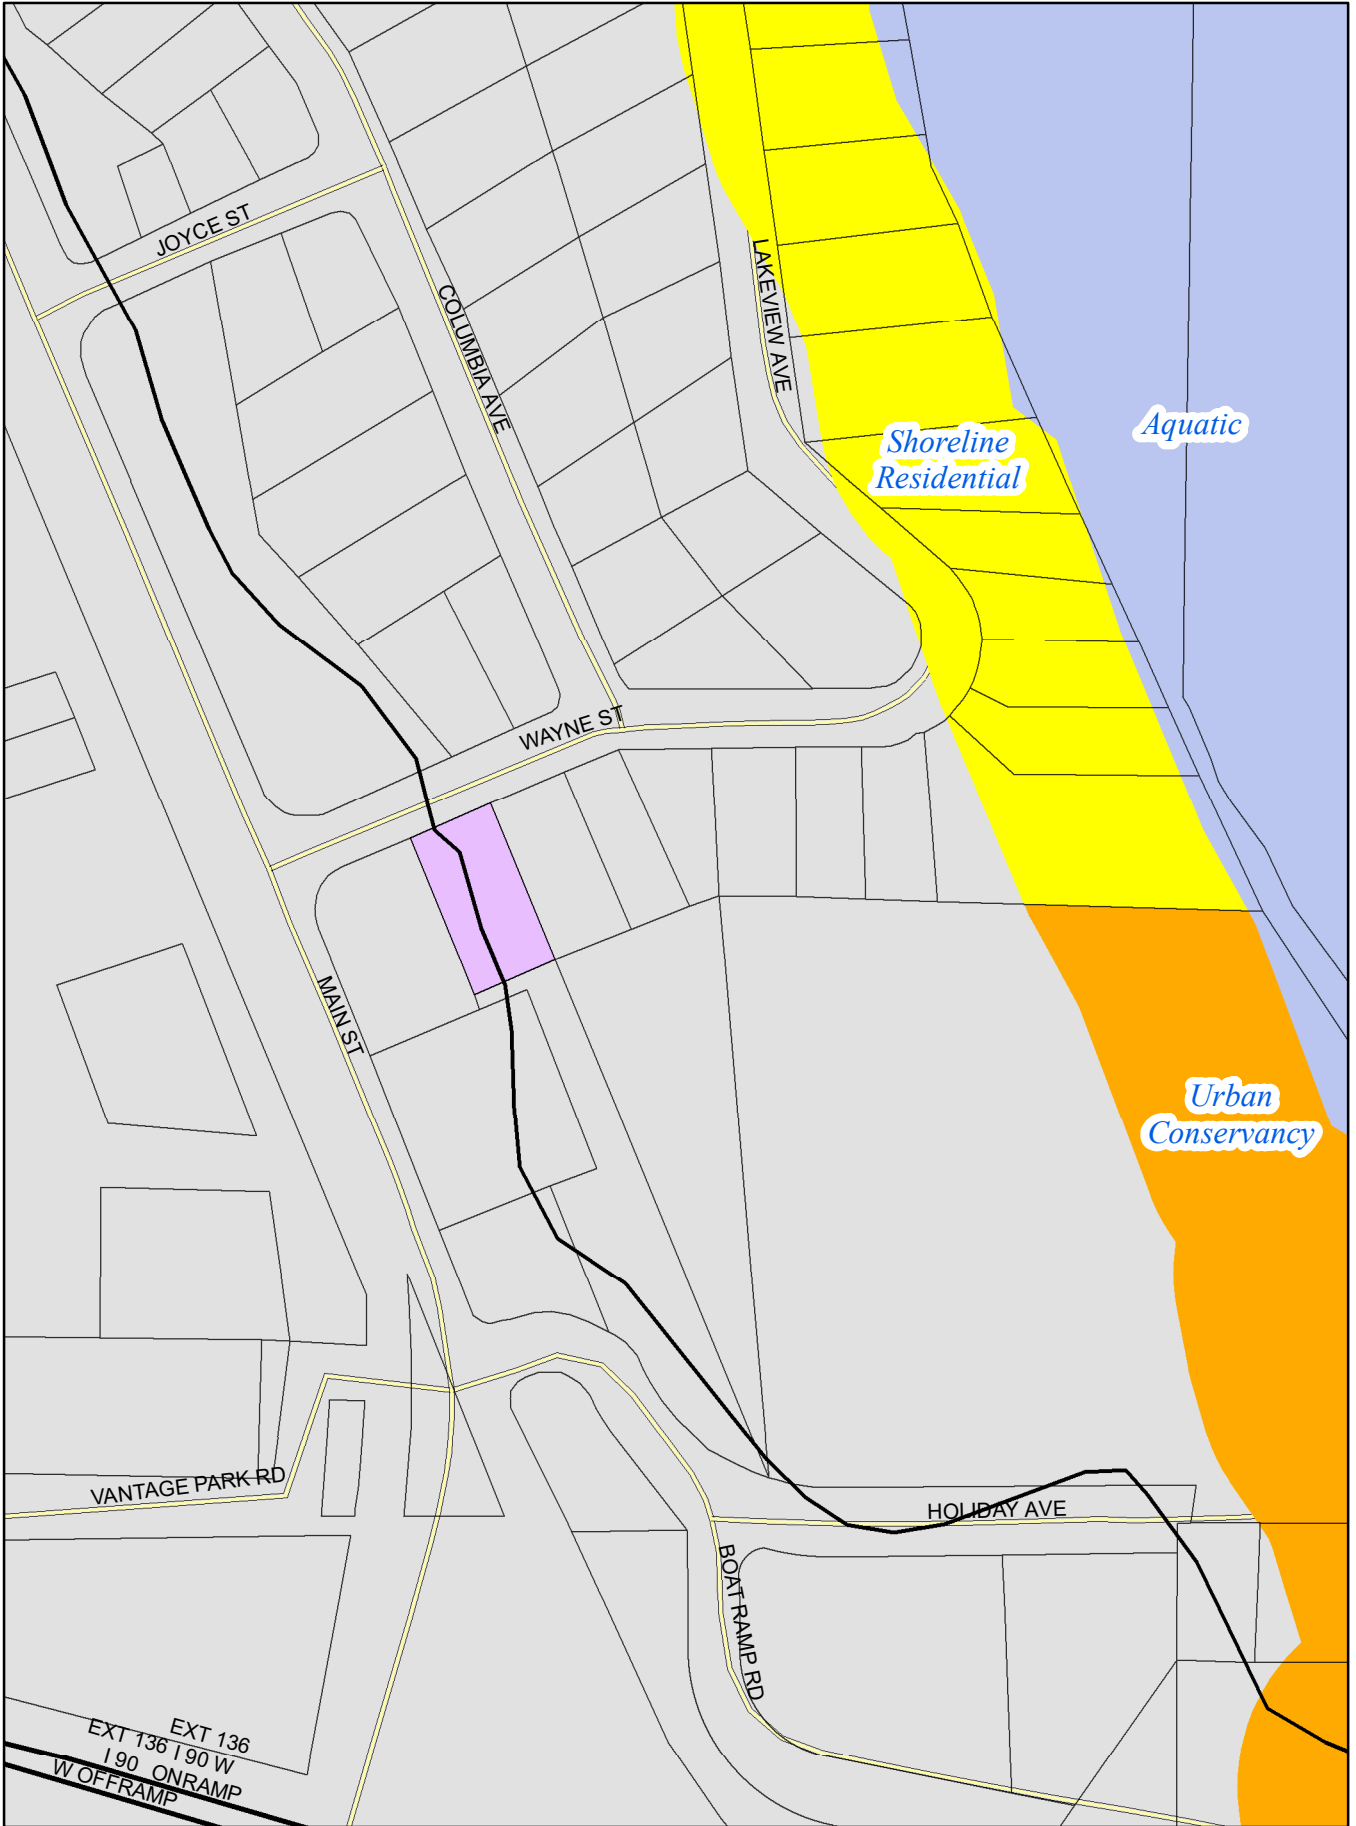 JOYCE ST
COLUMBIA AVE
LAKEVIEW AVE
Shoreline
Residential
Aquatic
WAYNE ST
MAIN ST
Urban
Conservancy
VANTAGE PARK RD
HOLIDAY AVE
BOAT RAMP RD
EXT 136
EXT 136 I 90 W
I 90 ONRAMP
W OFFRAMP